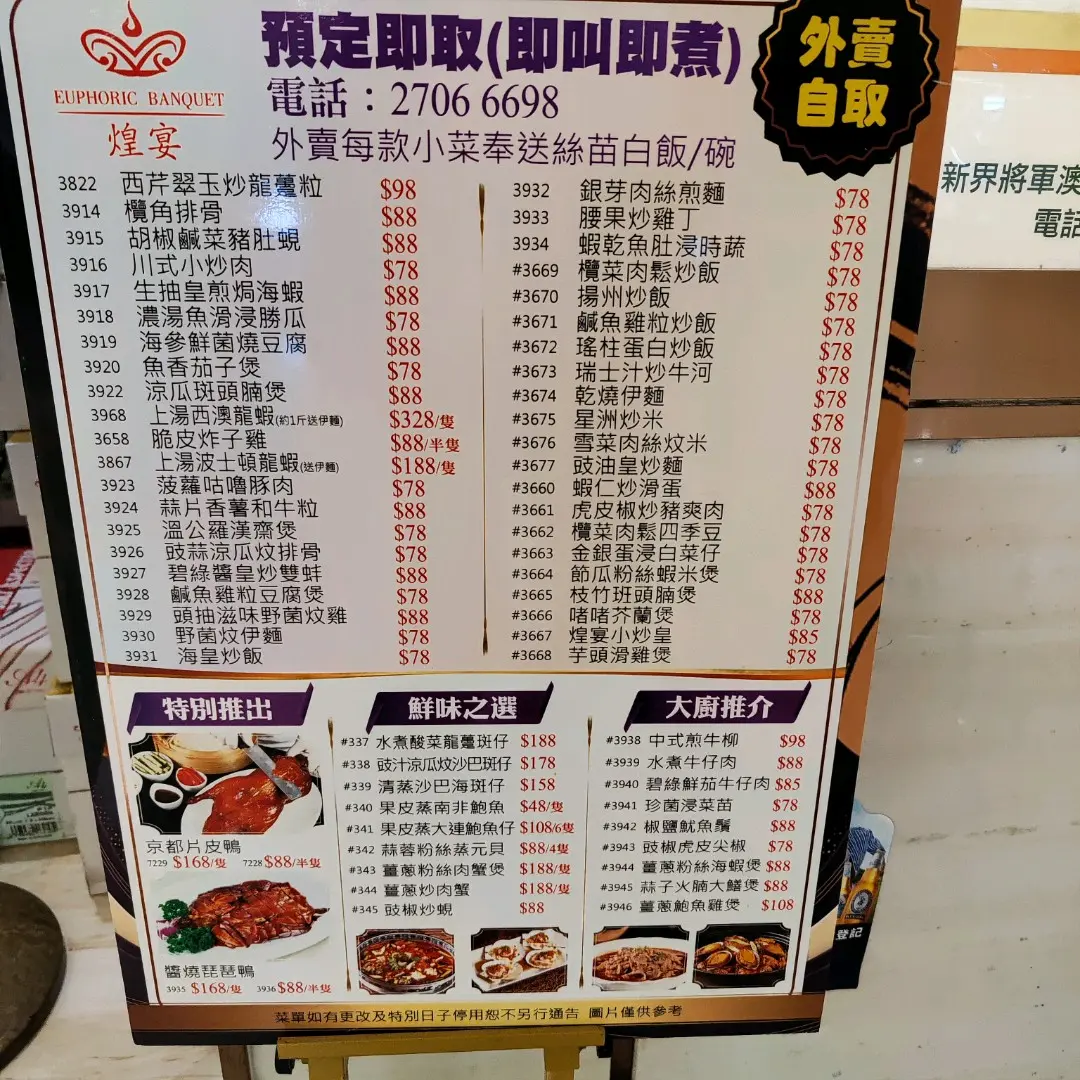 EUPHORIC BANQUET
煌宴
預定即取(即叫即煮)
電話：2706 6698
外賣每款小菜奉送絲苗白飯/碗
外賣
自取
3822 西芹翠玉炒龍躉粒 $98
3914 欖角排骨 $88
3915 胡椒鹹菜豬肚蜆 $88
3916 川式小炒肉 $78
3917 生抽皇煎焗海蝦 $88
3918 濃湯魚滑浸勝瓜 $78
3919 海參鮮菌燒豆腐 $88
3920 魚香茄子煲 $78
3922 涼瓜斑頭腩煲 $88
3968 上湯西澳龍蝦(約1斤送伊麵) $328/隻
3658 脆皮炸子雞 $88/半隻
3867 上湯波士頓龍蝦(送伊麵) $188/隻
3923 菠蘿咕嚕豚肉 $78
3924 蒜片香薯和牛粒 $88
3925 溫公羅漢齋煲 $78
3926 豉蒜涼瓜炆排骨 $78
3927 碧綠醬皇炒雙蚌 $88
3928 鹹魚雞粒豆腐煲 $78
3929 頭抽滋味野菌炆雞 $88
3930 野菌炆伊麵 $78
3931 海皇炒飯 $78
3932 銀芽肉絲煎麵 $78
3933 腰果炒雞丁 $78
3934 蝦乾魚肚浸時蔬 $78
#3669 欖菜肉鬆炒飯 $78
#3670 揚州炒飯 $78
#3671 鹹魚雞粒炒飯 $78
#3672 瑤柱蛋白炒飯 $78
#3673 瑞士汁炒牛河 $78
#3674 乾燒伊麵 $78
#3675 星洲炒米 $78
#3676 雪菜肉絲炆米 $78
#3677 豉油皇炒麵 $78
#3660 蝦仁炒滑蛋 $88
#3661 虎皮椒炒豬爽肉 $78
#3662 欖菜肉鬆四季豆 $78
#3663 金銀蛋浸白菜仔 $78
#3664 節瓜粉絲蝦米煲 $78
#3665 枝竹班頭腩煲 $88
#3666 啫啫芥蘭煲 $78
#3667 煌宴小炒皇 $85
#3668 芋頭滑雞煲 $78
特別推出
京都片皮鴨
7229 $168/隻 7228 $88/半隻
醬燒琵琶鴨
3935 $168/隻 3936 $88/半隻
鮮味之選
#337 水煮酸菜龍躉斑仔 $188
#338 豉汁涼瓜炆沙巴斑仔 $178
#339 清蒸沙巴海斑仔 $158
#340 果皮蒸南非鮑魚 $48/隻
#341 果皮蒸大連鮑魚仔 $108/6隻
#342 蒜蓉粉絲蒸元貝 $88/4隻
#343 薑蔥粉絲肉蟹煲 $188/隻
#344 薑蔥炒肉蟹 $188/隻
#345 豉椒炒蜆 $88
大廚推介
#3938 中式煎牛柳 $98
#3939 水煮牛仔肉 $88
#3940 碧綠鮮茄牛仔肉 $85
#3941 珍菌浸菜苗 $78
#3942 椒鹽魷魚鬚 $88
#3943 豉椒虎皮尖椒 $78
#3944 薑蔥粉絲海蝦煲 $88
#3945 蒜子火腩大鱔煲 $88
#3946 薑蔥鮑魚雞煲 $108
菜單如有更改及特別日子停用恕不另行通告 圖片僅供參考
新界將軍澳
電話
登記